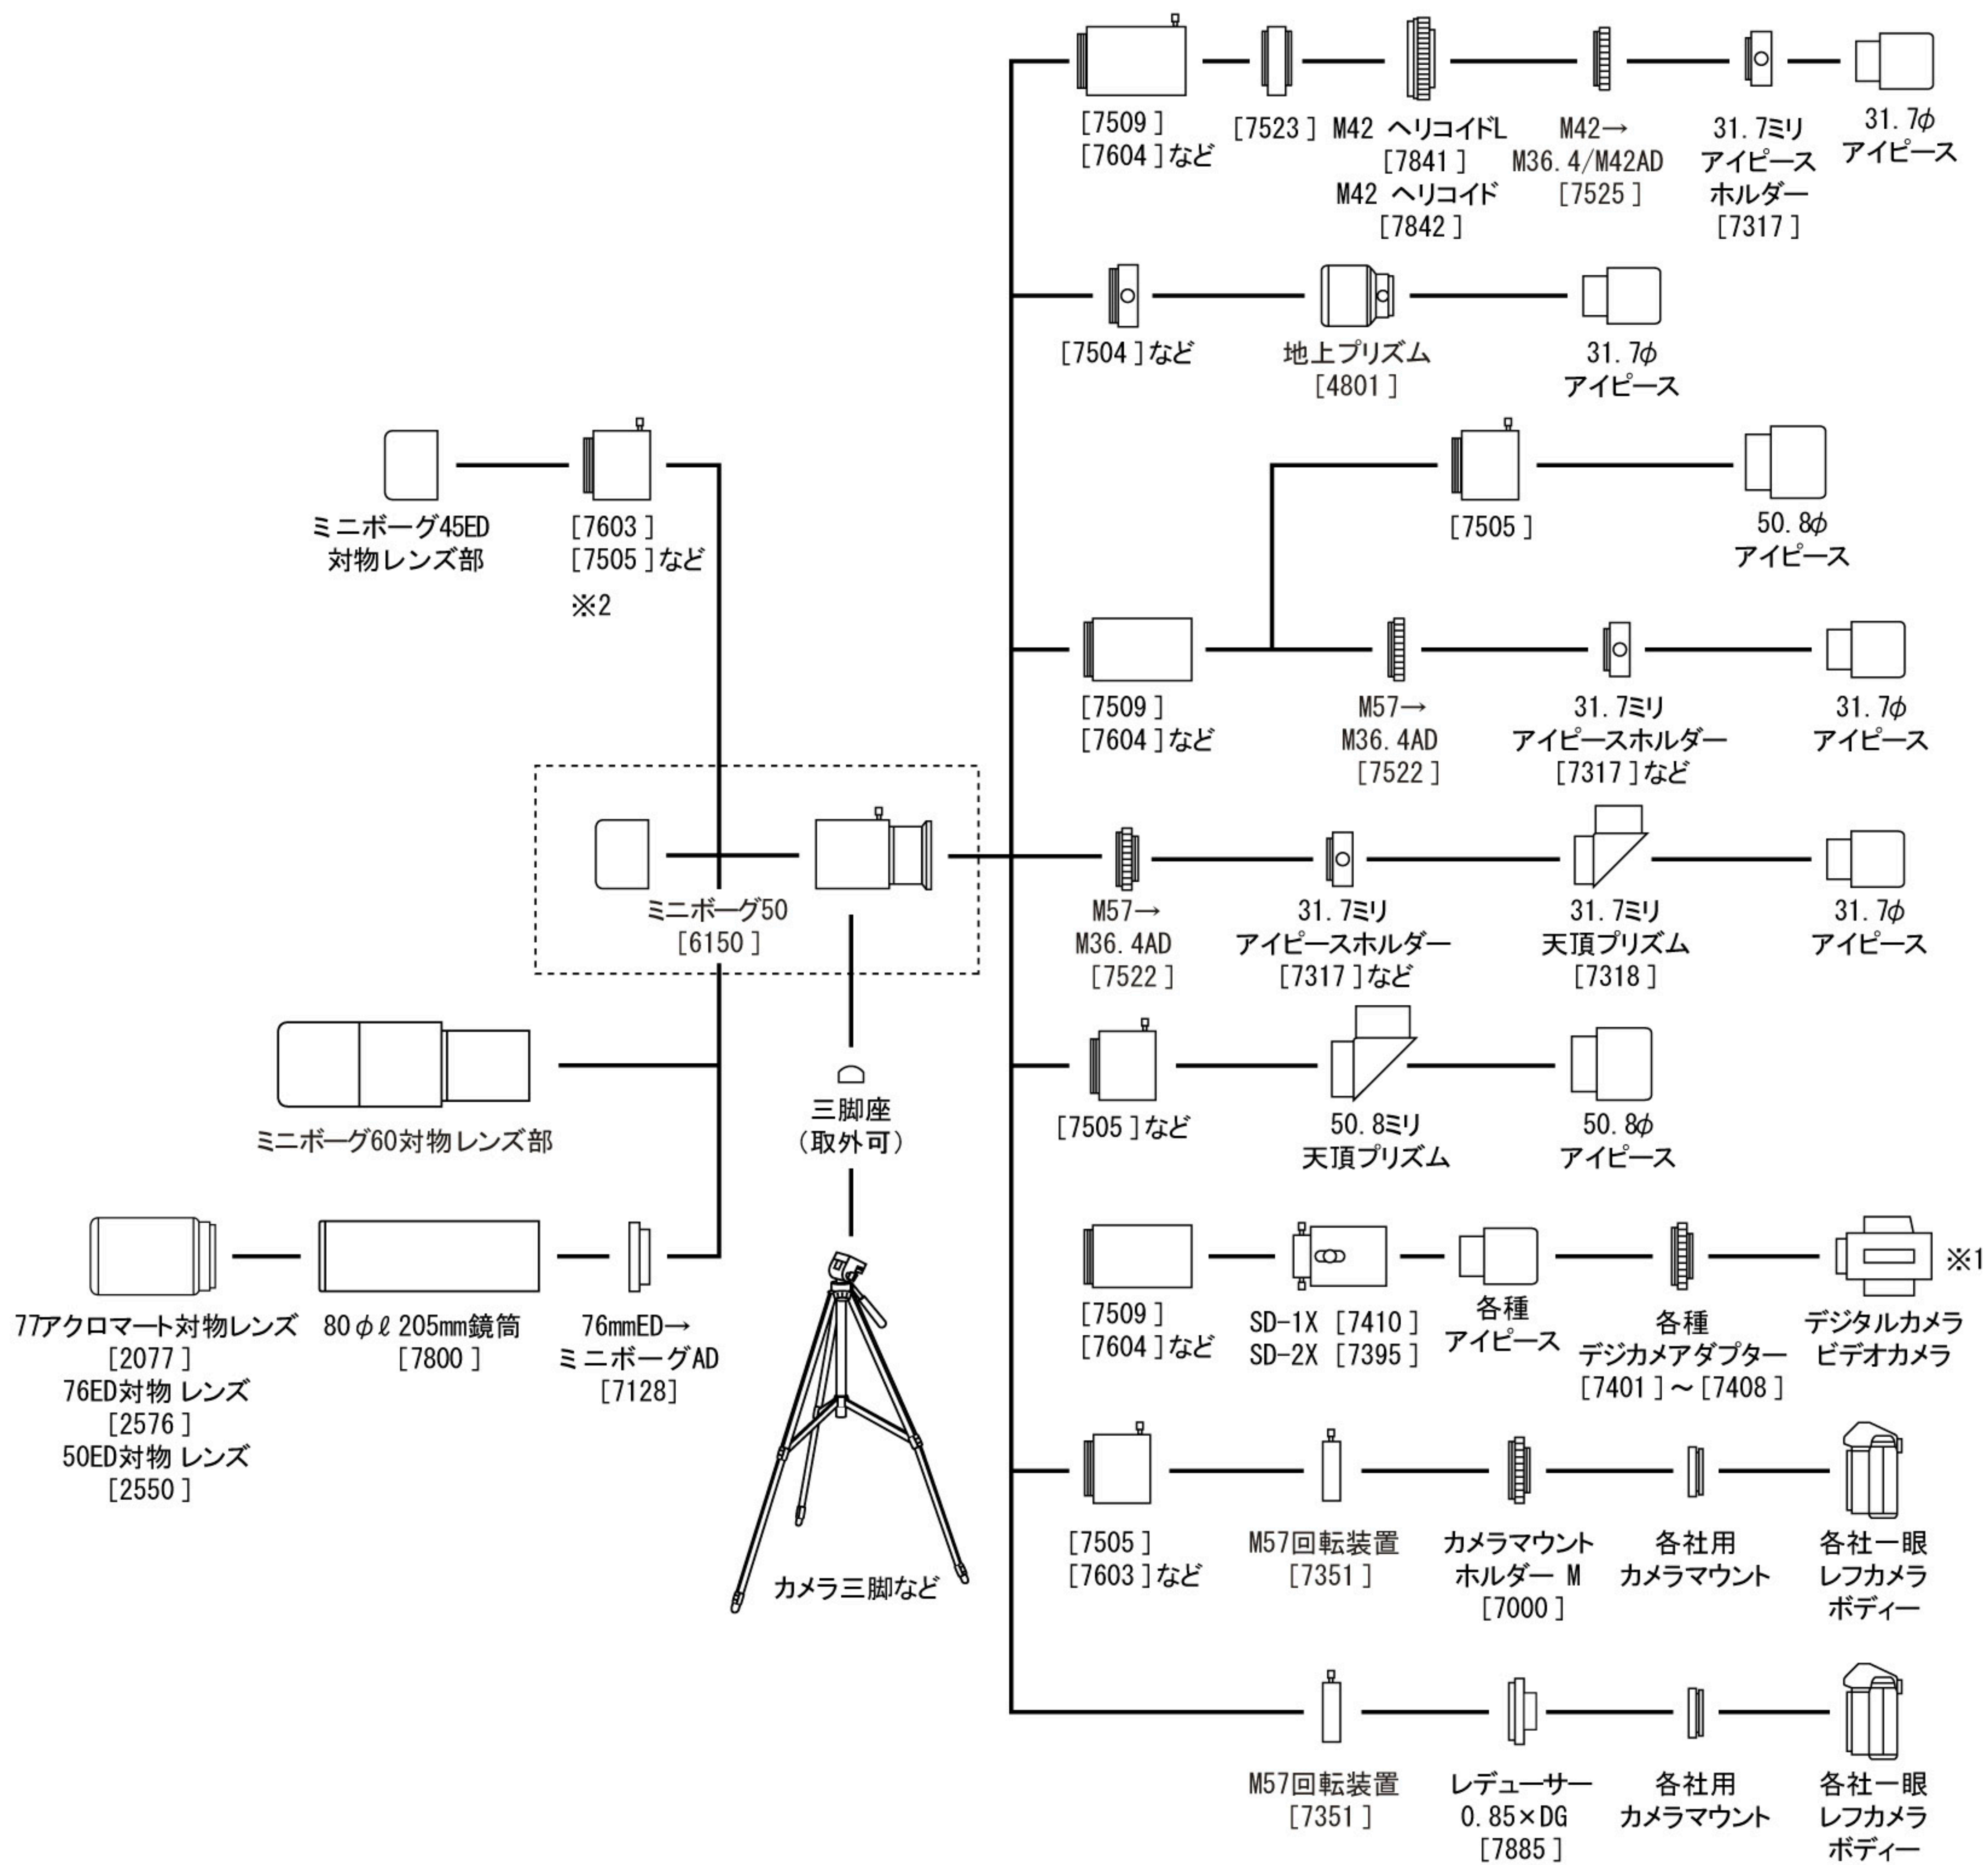 [7509]
[7604]など
[7523]
M42 ヘリコイドL
[7841]
M42 ヘリコイド
[7842]
M42→
M36.4/M42AD
[7525]
31.7ミリ
アイピース
ホルダー
[7317]
31.7φ
アイピース
[7504]など
地上プリズム
[4801]
31.7φ
アイピース
ミニボーグ45ED
対物レンズ部
[7603]
[7505]など
※2
[7505]
50.8φ
アイピース
[7509]
[7604]など
M57→
M36.4AD
[7522]
31.7ミリ
アイピースホルダー
[7317]など
31.7φ
アイピース
ミニボーグ50
[6150]
M57→
M36.4AD
[7522]
31.7ミリ
アイピースホルダー
[7317]など
31.7ミリ
天頂プリズム
[7318]
31.7φ
アイピース
ミニボーグ60対物レンズ部
三脚座
(取外可)
[7505]など
50.8ミリ
天頂プリズム
50.8φ
アイピース
77アクロマート対物レンズ
[2077]
76ED対物レンズ
[2576]
50ED対物レンズ
[2550]
80φℓ205mm鏡筒
[7800]
76mmED→
ミニボーグAD
[7128]
カメラ三脚など
[7509]
[7604]など
SD-1X [7410]
SD-2X [7395]
各種
アイピース
各種
デジカメアダプター
[7401]～[7408]
デジタルカメラ
ビデオカメラ
※1
[7505]
[7603]など
M57回転装置
[7351]
カメラマウント
ホルダー M
[7000]
各社用
カメラマウント
各社一眼
レフカメラ
ボディー
M57回転装置
[7351]
レデューサー
0.85×DG
[7885]
各社用
カメラマウント
各社一眼
レフカメラ
ボディー